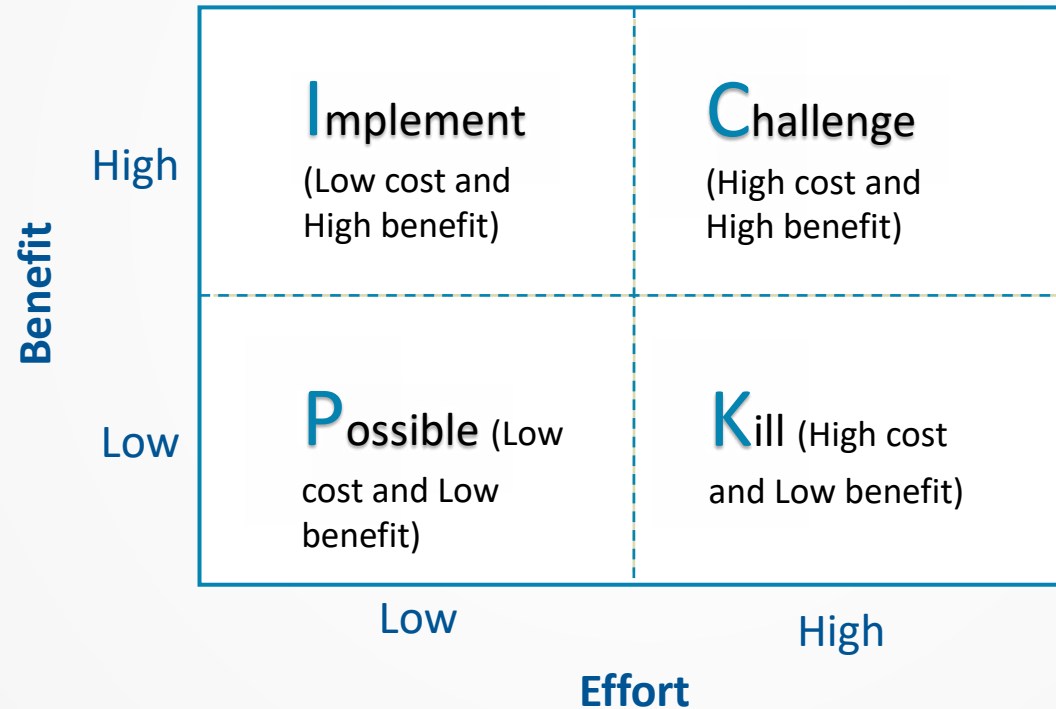 Implement
(Low cost and
High benefit)
Challenge
(High cost and
High benefit)
High
Benefit
Possible (Low
cost and Low
benefit)
Kill (High cost
and Low benefit)
Low
Low
High
Effort